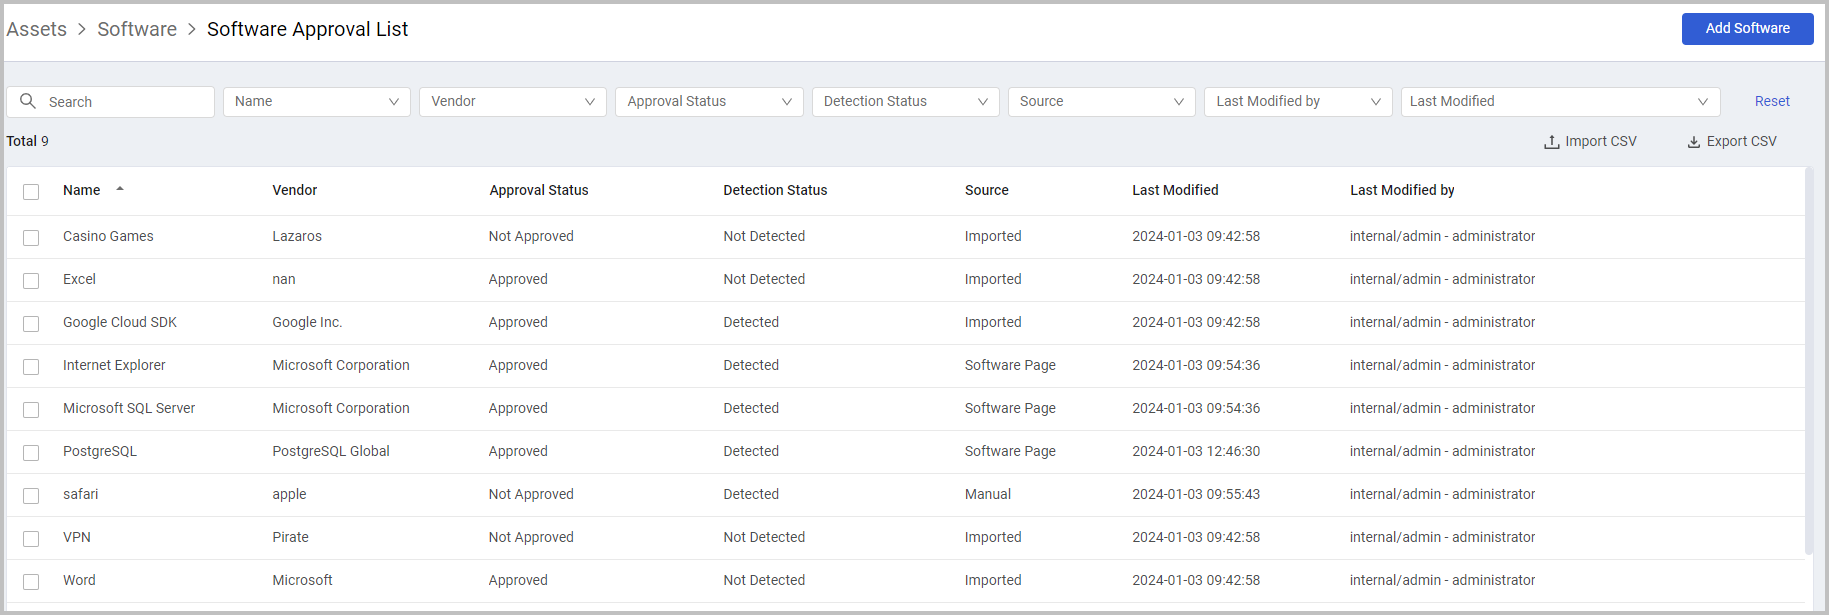 Assets > Software > Software Approval List Add Software
Search Name Vendor Approval Status Detection Status Source Last Modified by Last Modified Reset
Total 9 Import CSV Export CSV
Name Vendor Approval Status Detection Status Source Last Modified Last Modified by
Casino Games Lazaros Not Approved Not Detected Imported 2024-01-03 09:42:58 internal/admin - administrator
Excel nan Approved Not Detected Imported 2024-01-03 09:42:58 internal/admin - administrator
Google Cloud SDK Google Inc. Approved Detected Imported 2024-01-03 09:42:58 internal/admin - administrator
Internet Explorer Microsoft Corporation Approved Detected Software Page 2024-01-03 09:54:36 internal/admin - administrator
Microsoft SQL Server Microsoft Corporation Approved Detected Software Page 2024-01-03 09:54:36 internal/admin - administrator
PostgreSQL PostgreSQL Global Approved Detected Software Page 2024-01-03 12:46:30 internal/admin - administrator
safari apple Not Approved Detected Manual 2024-01-03 09:55:43 internal/admin - administrator
VPN Pirate Not Approved Not Detected Imported 2024-01-03 09:42:58 internal/admin - administrator
Word Microsoft Approved Not Detected Imported 2024-01-03 09:42:58 internal/admin - administrator